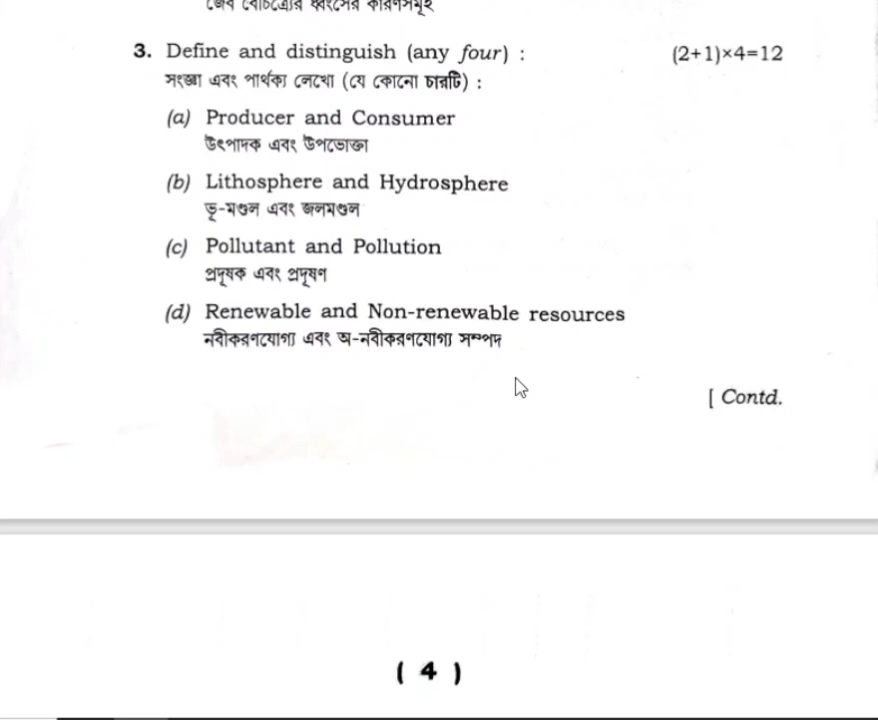 জৈব বৈচিত্র্যের ধ্বংসের কারণসমূহ
3. Define and distinguish (any four) : (2+1)×4=12
সংজ্ঞা এবং পার্থক্য লেখো (যে কোনো চারটি) :
(a) Producer and Consumer
উৎপাদক এবং উপভোক্তা
(b) Lithosphere and Hydrosphere
ভূ-মণ্ডল এবং জলমণ্ডল
(c) Pollutant and Pollution
প্রদূষক এবং প্রদূষণ
(d) Renewable and Non-renewable resources
নবীকরণযোগ্য এবং অ-নবীকরণযোগ্য সম্পদ
[ Contd.
( 4 )